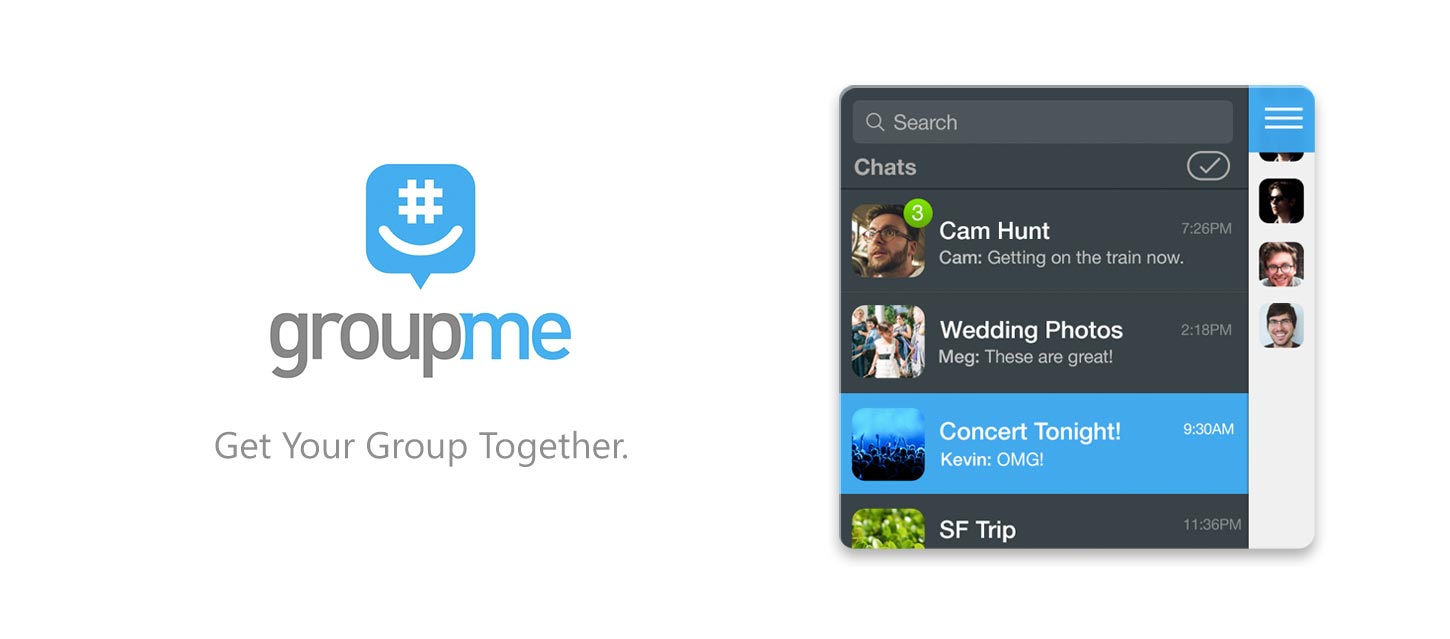 #
groupme
Get Your Group Together.
Search
Chats
3
Cam Hunt
7:26PM
Cam: Getting on the train now.
Wedding Photos
2:18PM
Meg: These are great!
Concert Tonight!
9:30AM
Kevin: OMG!
SF Trip
11:36PM